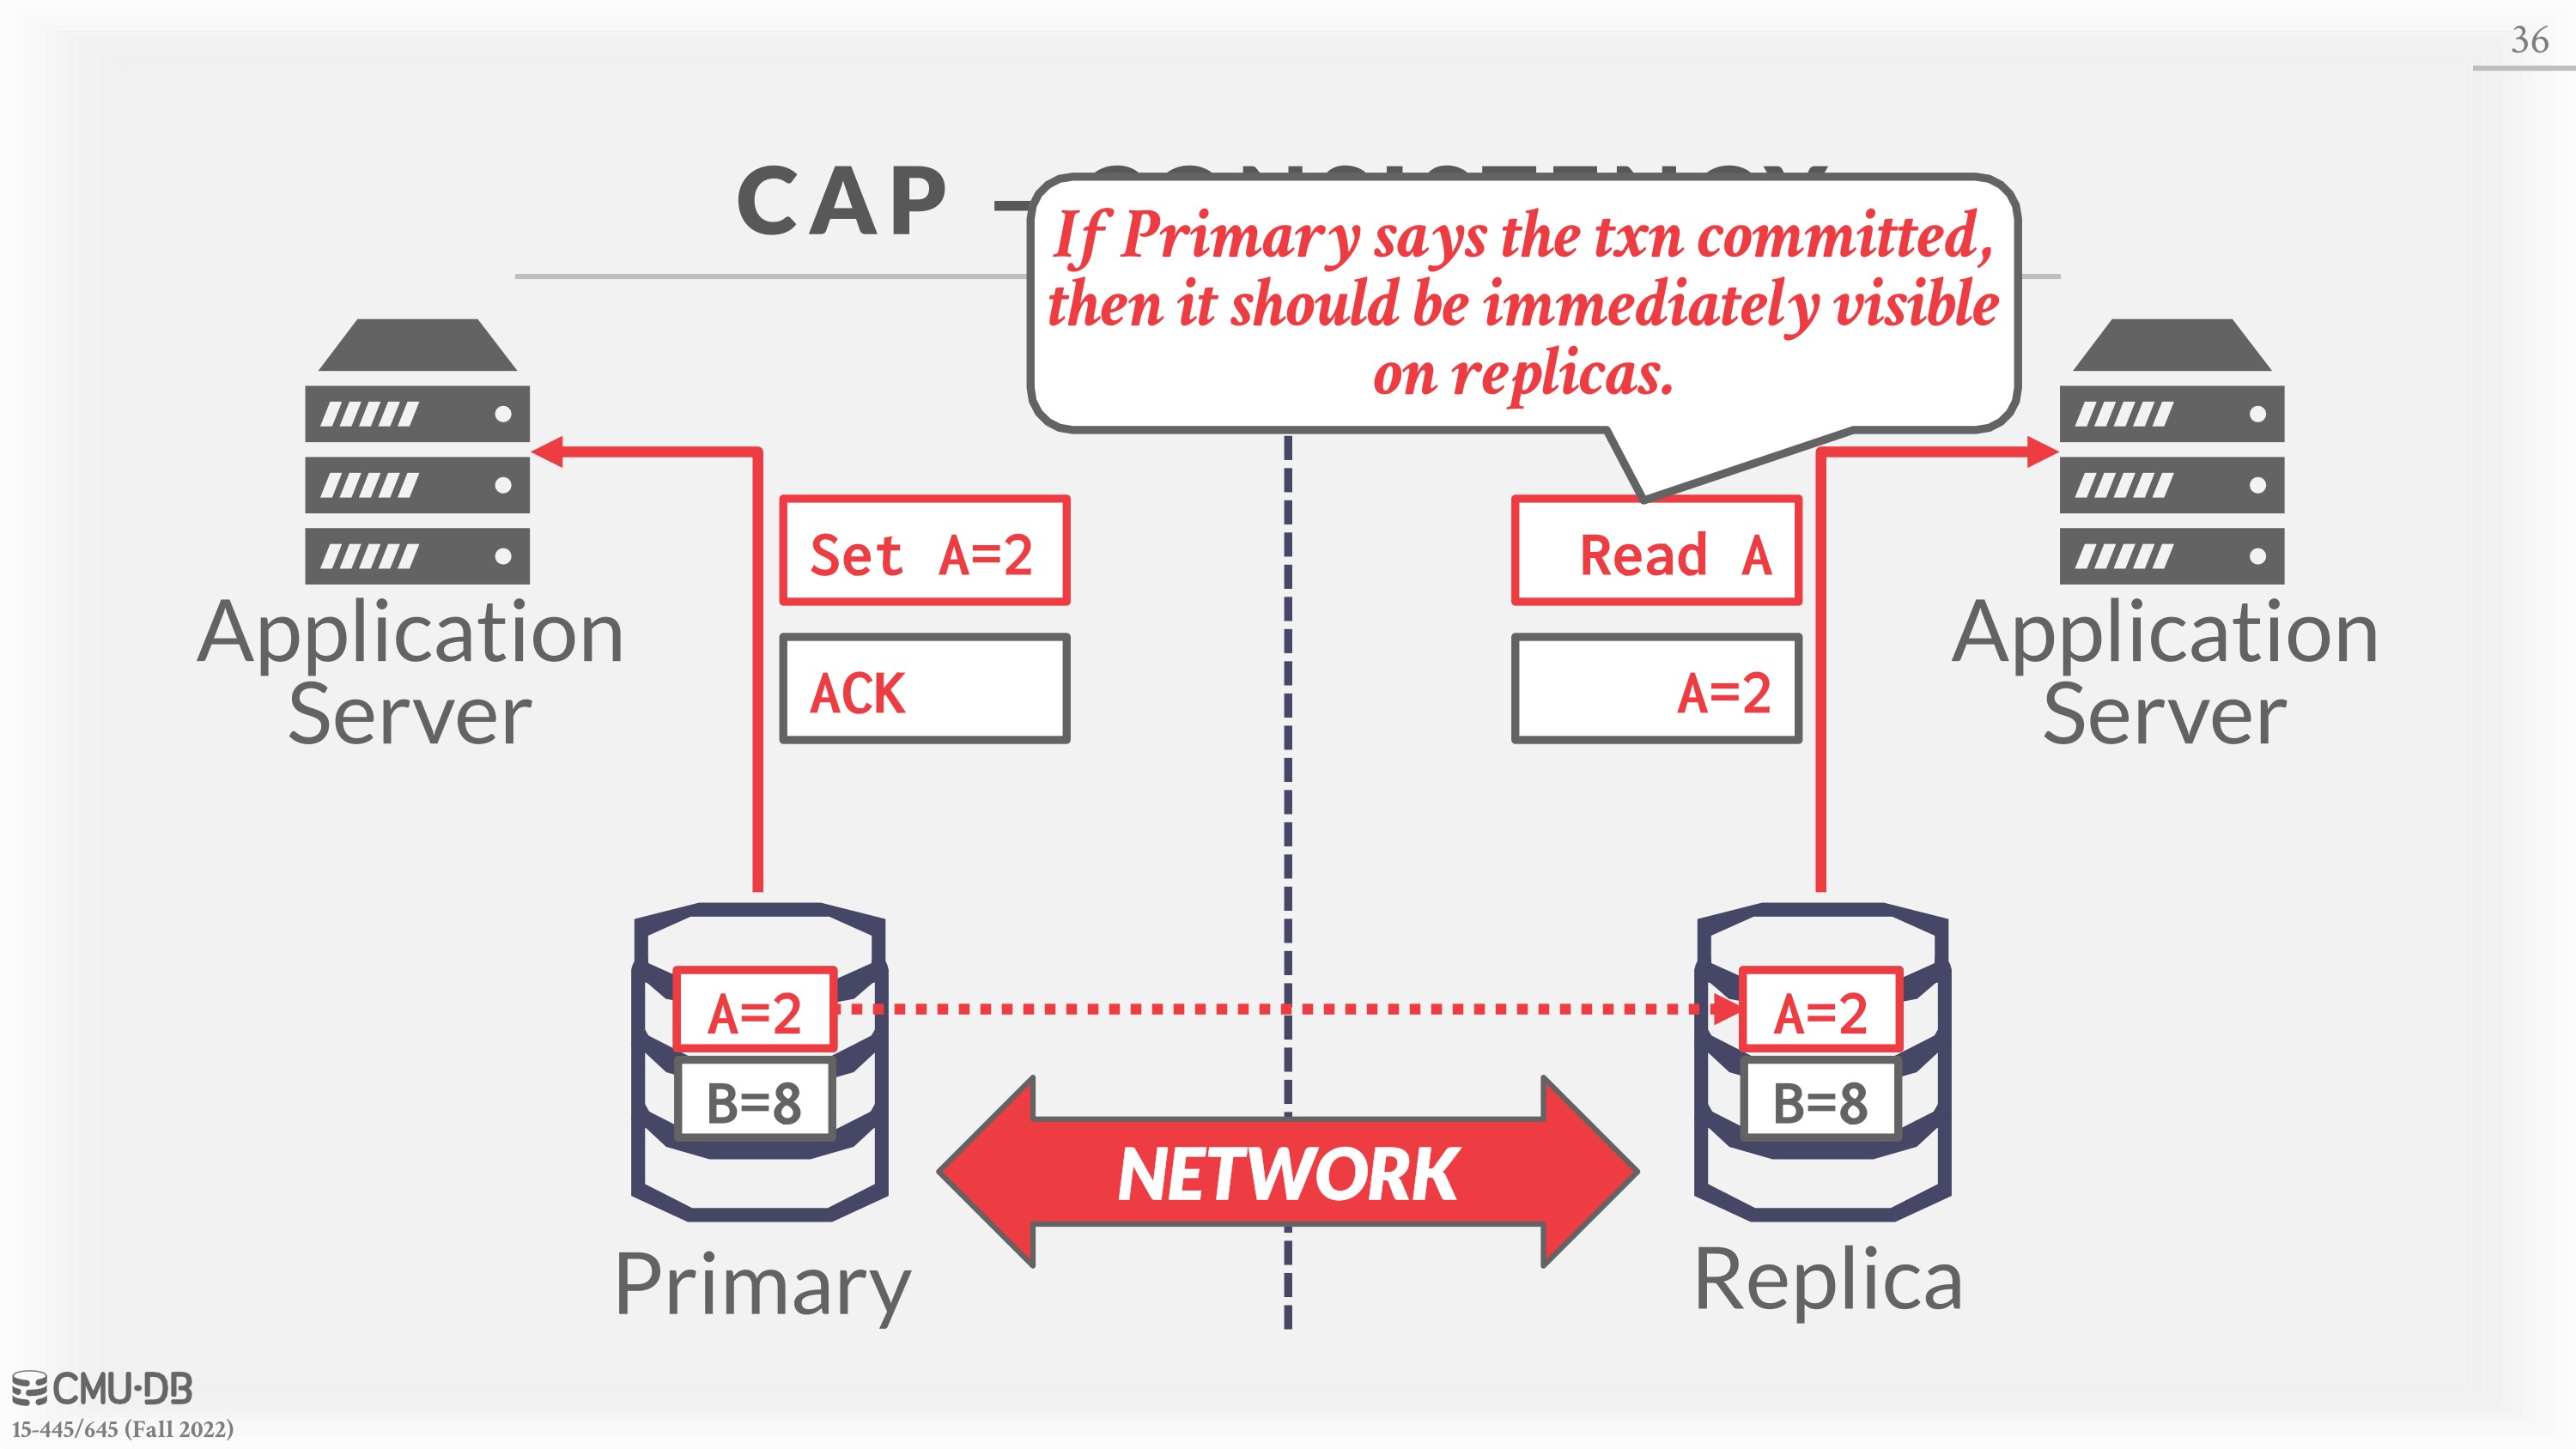 36
CAP –
If Primary says the txn committed,
then it should be immediately visible
on replicas.
Set A=2
Read A
ACK
A=2
Application
Server
Application
Server
A=2
A=2
B=8
B=8
NETWORK
Primary
Replica
CMU·DB
15-445/645 (Fall 2022)